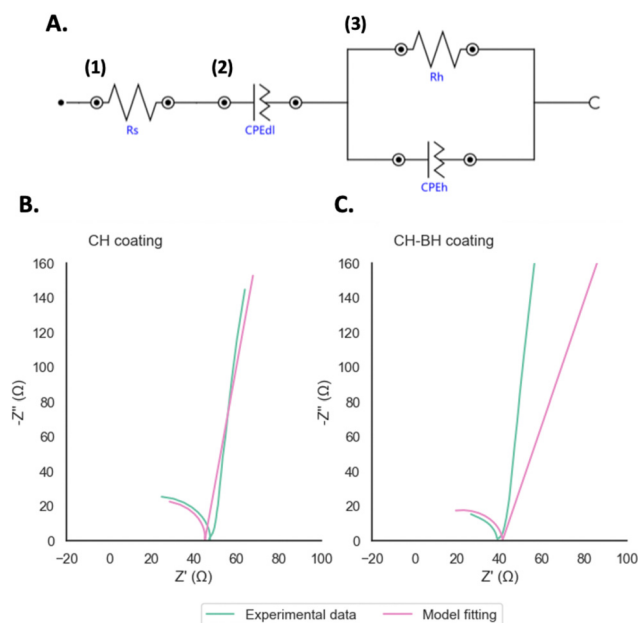 A.
(1)
(2)
(3)
Rs
CPEdl
Rh
CPEh
B.
CH coating
160
140
120
100
80
60
40
20
0
-Z'' (Ω)
−20 0 20 40 60 80 100
Z' (Ω)
C.
CH-BH coating
160
140
120
100
80
60
40
20
0
-Z'' (Ω)
−20 0 20 40 60 80 100
Z' (Ω)
Experimental data
Model fitting